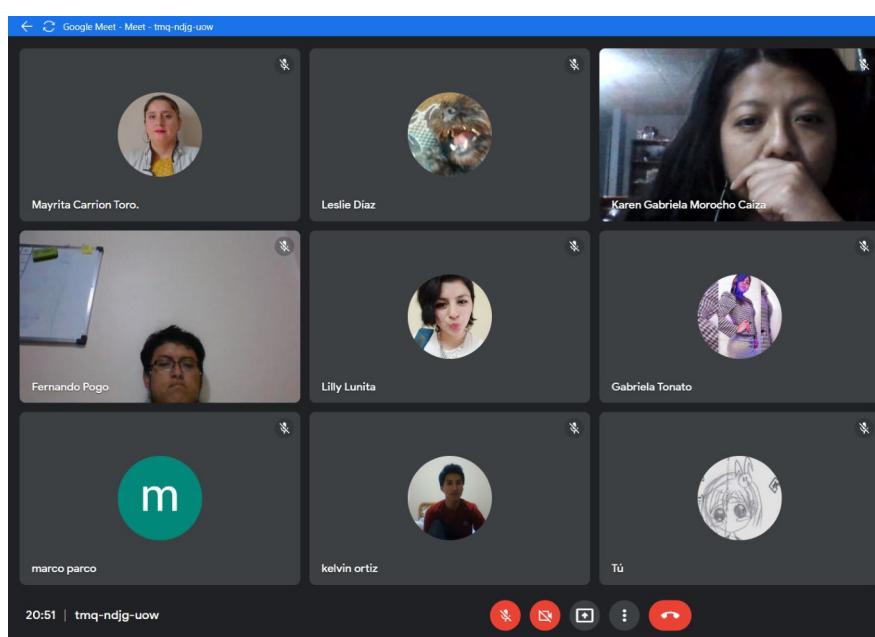 Google Meet - Meet - tmq-ndjg-uow
Mayrita Carrion Toro.
Leslie Díaz
Karen Gabriela Morocho Caiza
Fernando Pogo
Lilly Lunita
Gabriela Tonato
m
marco parco
kelvin ortiz
Tú
20:51 | tmq-ndjg-uow